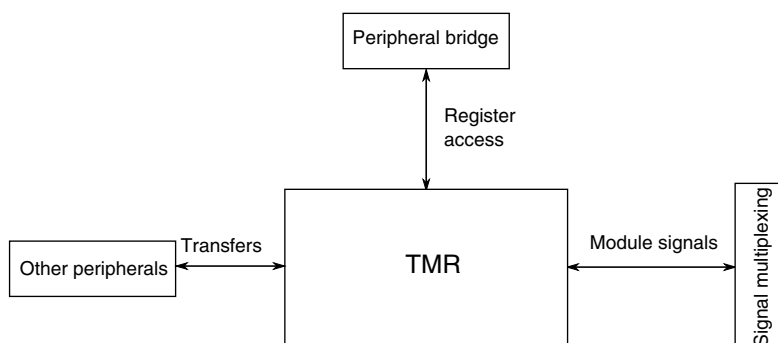 Peripheral bridge
Register
access
Transfers
Other peripherals
TMR
Module signals
Signal multiplexing